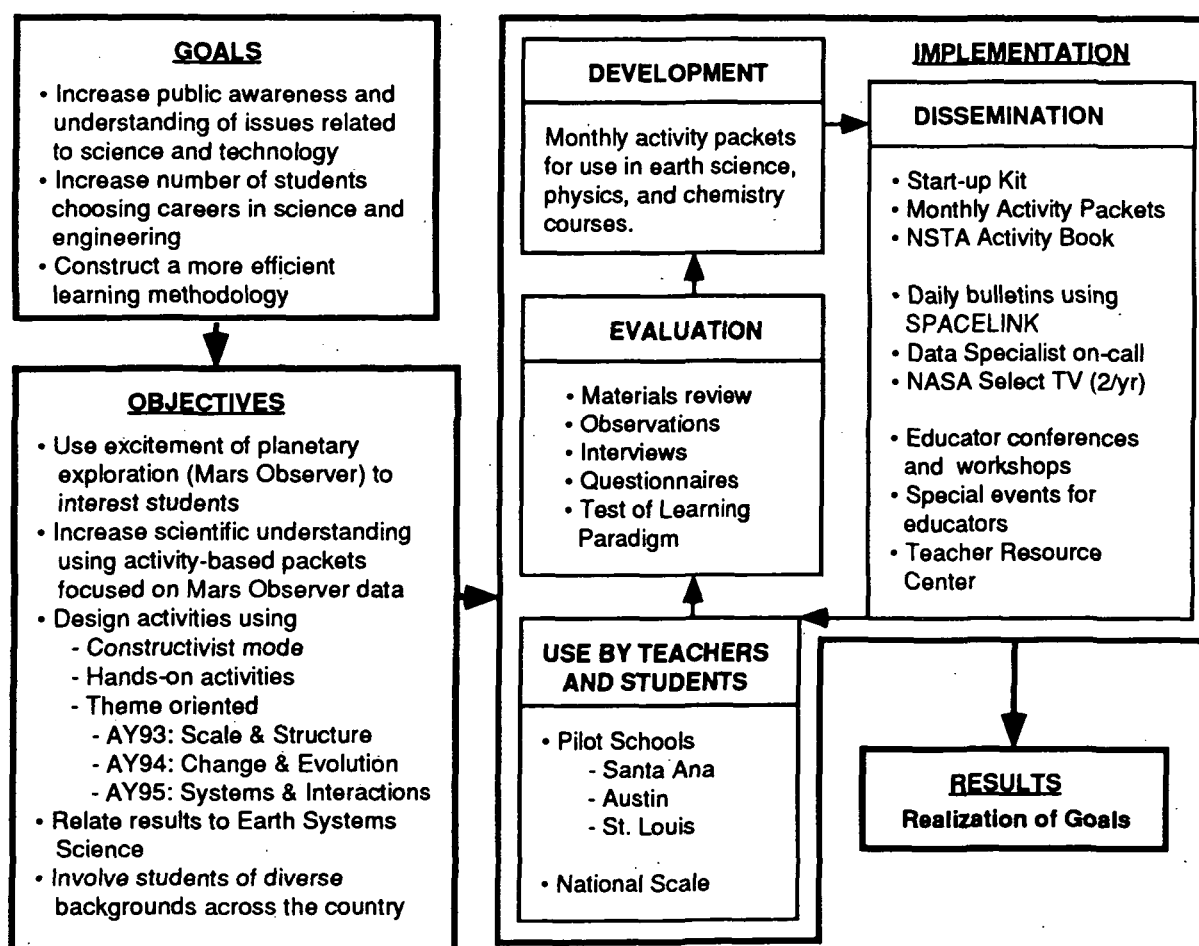 GOALS
• Increase public awareness and
understanding of issues related
to science and technology
• Increase number of students
choosing careers in science and
engineering
• Construct a more efficient
learning methodology
OBJECTIVES
• Use excitement of planetary
exploration (Mars Observer) to
interest students
• Increase scientific understanding
using activity-based packets
focused on Mars Observer data
• Design activities using
- Constructivist mode
- Hands-on activities
- Theme oriented
- AY93: Scale & Structure
- AY94: Change & Evolution
- AY95: Systems & Interactions
• Relate results to Earth Systems
Science
• Involve students of diverse
backgrounds across the country
IMPLEMENTATION
DEVELOPMENT
Monthly activity packets
for use in earth science,
physics, and chemistry
courses.
DISSEMINATION
• Start-up Kit
• Monthly Activity Packets
• NSTA Activity Book
• Daily bulletins using
SPACELINK
• Data Specialist on-call
• NASA Select TV (2/yr)
• Educator conferences
and workshops
• Special events for
educators
• Teacher Resource
Center
EVALUATION
• Materials review
• Observations
• Interviews
• Questionnaires
• Test of Learning
Paradigm
USE BY TEACHERS
AND STUDENTS
• Pilot Schools
- Santa Ana
- Austin
- St. Louis
• National Scale
RESULTS
Realization of Goals